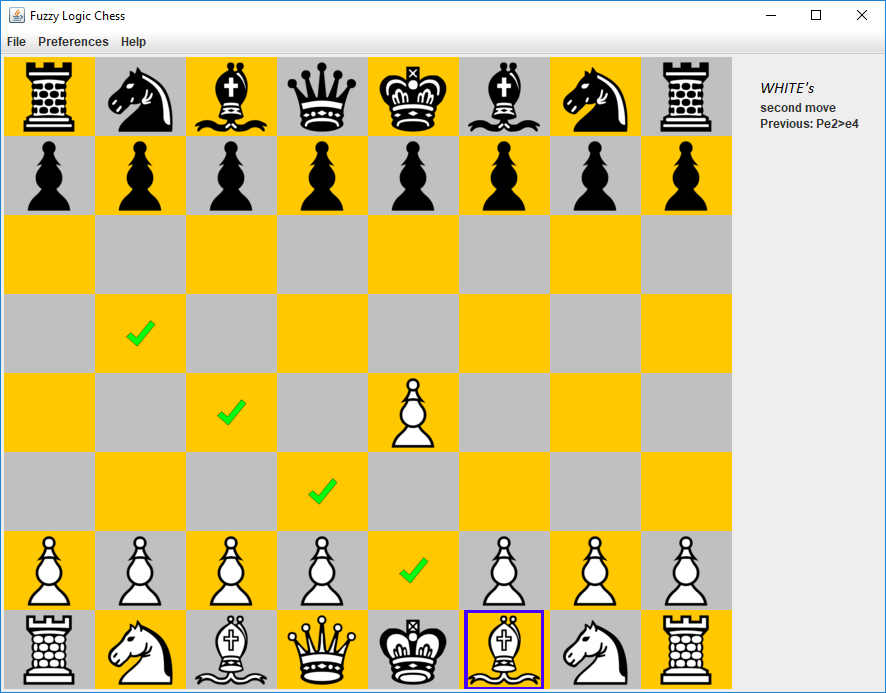 Fuzzy Logic Chess
File Preferences Help
WHITE's
second move
Previous: Pe2>e4